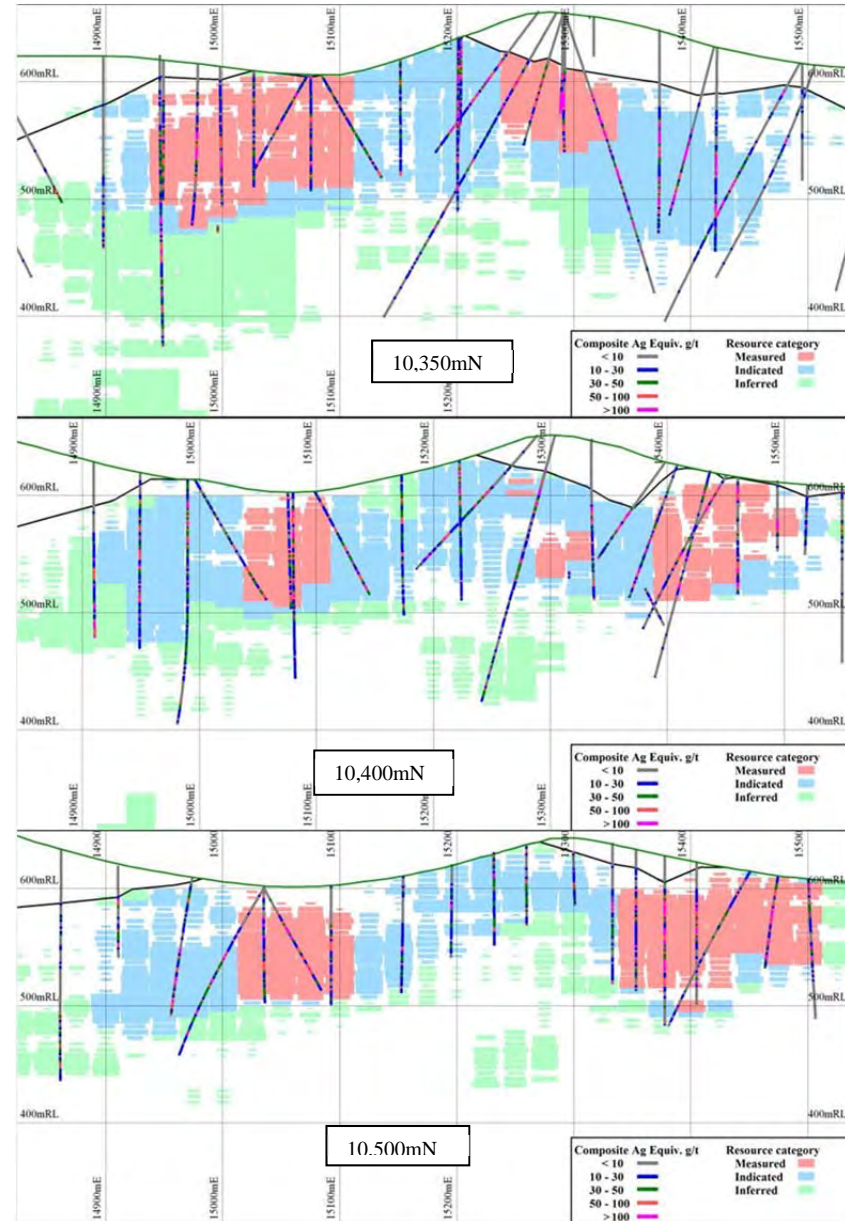 14900mE 15000mE 15100mE 15200mE 15300mE 15400mE 15500mE
600mRL 600mRL
500mRL 500mRL
400mRL 400mRL
10,350mN
14900mE 15000mE 15100mE 15200mE
Composite Ag Equiv. g/t Resource category
< 10 Measured
10 - 30 Indicated
30 - 50 Inferred
50 - 100
>100
14900mE 15000mE 15100mE 15200mE 15300mE 15400mE 15500mE
600mRL 600mRL
500mRL 500mRL
400mRL 400mRL
10,400mN
14900mE 15000mE 15100mE 15200mE 15300mE
Composite Ag Equiv. g/t Resource category
< 10 Measured
10 - 30 Indicated
30 - 50 Inferred
50 - 100
>100
14900mE 15100mE 15200mE 15400mE
600mRL 600mRL
500mRL 500mRL
400mRL 400mRL
10.500mN
14900mE 15000mE 15100mE 15200mE 15300mE
Composite Ag Equiv. g/t Resource category
< 10 Measured
10 - 30 Indicated
30 - 50 Inferred
50 - 100
>100